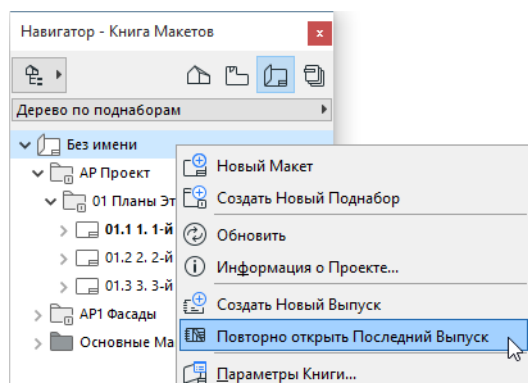 Навигатор - Книга Макетов
Дерево по поднаборам
Без имени
АР Проект
01 Планы Эт
01.1 1. 1-й
01.2 2. 2-й
01.3 3. 3-й
АР1 Фасады
Основные Ма
Новый Макет
Создать Новый Поднабор
Обновить
Информация о Проекте...
Создать Новый Выпуск
Повторно открыть Последний Выпуск
Параметры Книги...